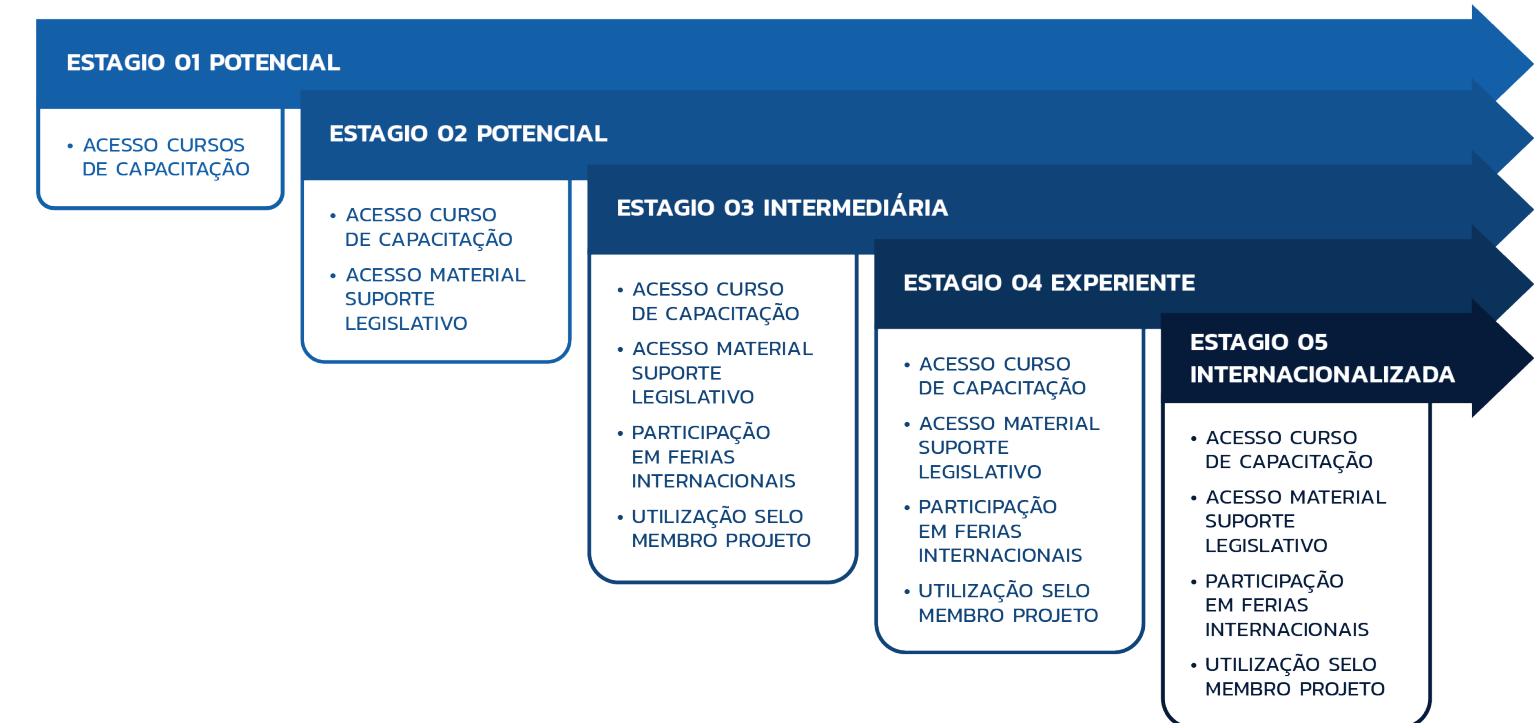 ESTAGIO 01 POTENCIAL
• ACESSO CURSOS
DE CAPACITAÇÃO
ESTAGIO 02 POTENCIAL
• ACESSO CURSO
DE CAPACITAÇÃO
• ACESSO MATERIAL
SUPORTE
LEGISLATIVO
ESTAGIO 03 INTERMEDIÁRIA
• ACESSO CURSO
DE CAPACITAÇÃO
• ACESSO MATERIAL
SUPORTE
LEGISLATIVO
• PARTICIPAÇÃO
EM FERIAS
INTERNACIONAIS
• UTILIZAÇÃO SELO
MEMBRO PROJETO
ESTAGIO 04 EXPERIENTE
• ACESSO CURSO
DE CAPACITAÇÃO
• ACESSO MATERIAL
SUPORTE
LEGISLATIVO
• PARTICIPAÇÃO
EM FERIAS
INTERNACIONAIS
• UTILIZAÇÃO SELO
MEMBRO PROJETO
ESTAGIO 05
INTERNACIONALIZADA
• ACESSO CURSO
DE CAPACITAÇÃO
• ACESSO MATERIAL
SUPORTE
LEGISLATIVO
• PARTICIPAÇÃO
EM FERIAS
INTERNACIONAIS
• UTILIZAÇÃO SELO
MEMBRO PROJETO